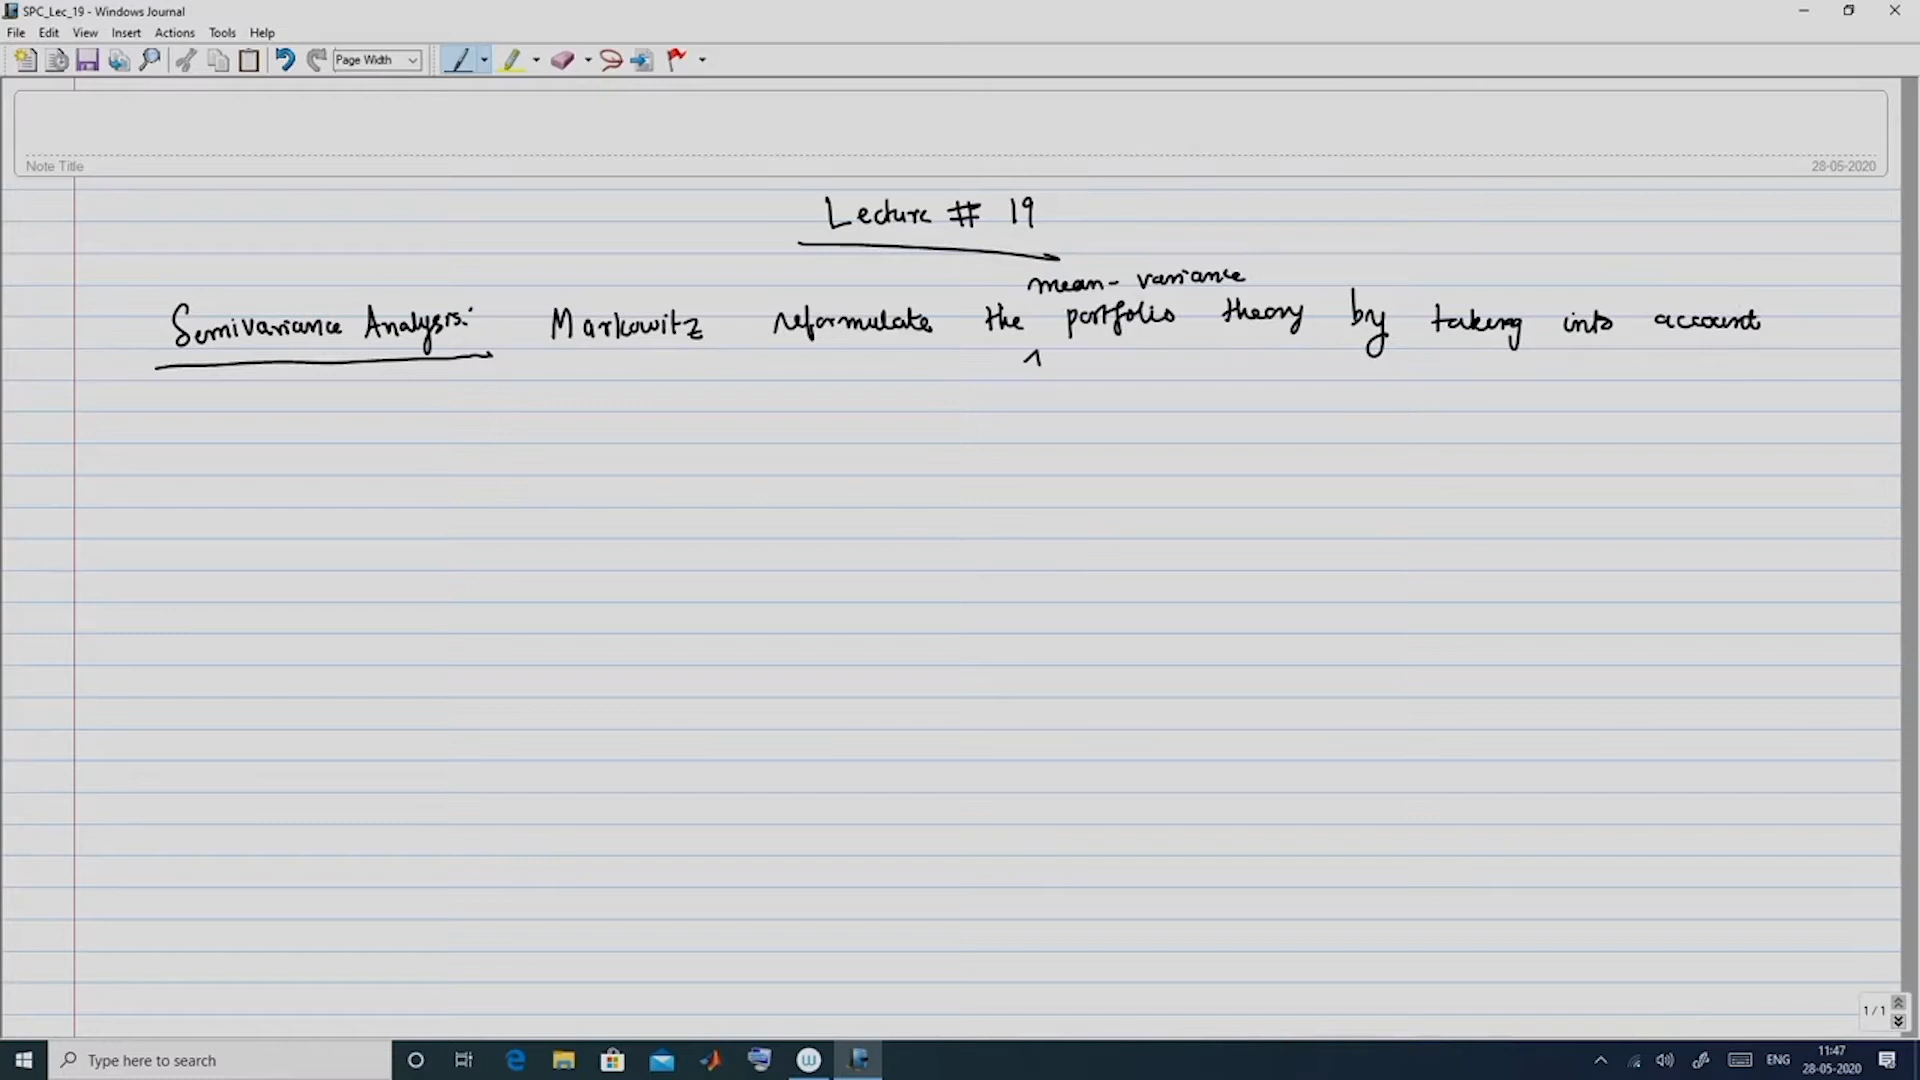 SPC_Lec_19 - Windows Journal
File Edit View Insert Actions Tools Help
Page Width
Note Title
28-05-2020
Lecture # 19
mean- variance
Semivariance Analysis: Markowitz reformulate the portfolio theory by taking into account
1 / 1
Type here to search
ENG
11:47
28-05-2020